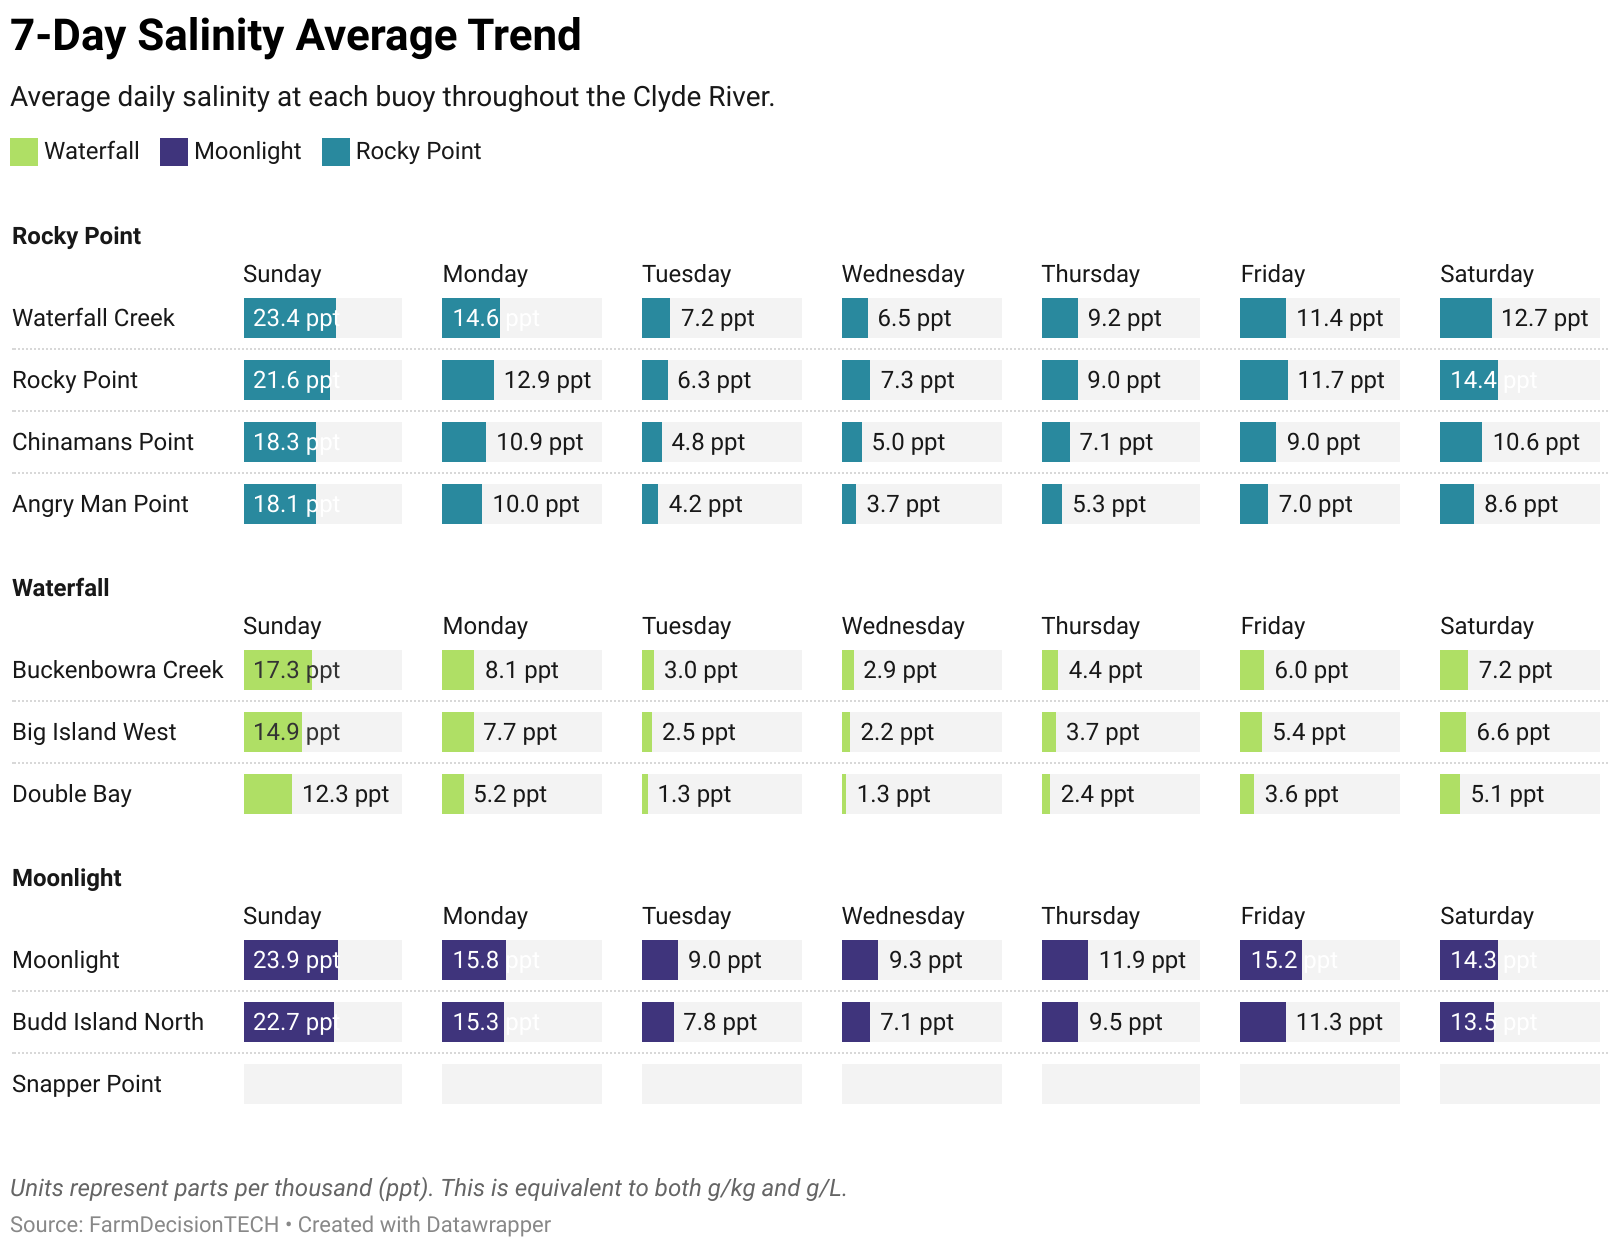 7-Day Salinity Average Trend
Average daily salinity at each buoy throughout the Clyde River.
Waterfall Moonlight Rocky Point
Rocky Point
Sunday Monday Tuesday Wednesday Thursday Friday Saturday
Waterfall Creek 23.4 ppt 14.6 ppt 7.2 ppt 6.5 ppt 9.2 ppt 11.4 ppt 12.7 ppt
Rocky Point 21.6 ppt 12.9 ppt 6.3 ppt 7.3 ppt 9.0 ppt 11.7 ppt 14.4 ppt
Chinamans Point 18.3 ppt 10.9 ppt 4.8 ppt 5.0 ppt 7.1 ppt 9.0 ppt 10.6 ppt
Angry Man Point 18.1 ppt 10.0 ppt 4.2 ppt 3.7 ppt 5.3 ppt 7.0 ppt 8.6 ppt
Waterfall
Sunday Monday Tuesday Wednesday Thursday Friday Saturday
Buckenbowra Creek 17.3 ppt 8.1 ppt 3.0 ppt 2.9 ppt 4.4 ppt 6.0 ppt 7.2 ppt
Big Island West 14.9 ppt 7.7 ppt 2.5 ppt 2.2 ppt 3.7 ppt 5.4 ppt 6.6 ppt
Double Bay 12.3 ppt 5.2 ppt 1.3 ppt 1.3 ppt 2.4 ppt 3.6 ppt 5.1 ppt
Moonlight
Sunday Monday Tuesday Wednesday Thursday Friday Saturday
Moonlight 23.9 ppt 15.8 ppt 9.0 ppt 9.3 ppt 11.9 ppt 15.2 ppt 14.3 ppt
Budd Island North 22.7 ppt 15.3 ppt 7.8 ppt 7.1 ppt 9.5 ppt 11.3 ppt 13.5 ppt
Snapper Point
Units represent parts per thousand (ppt). This is equivalent to both g/kg and g/L.
Source: FarmDecisionTECH • Created with Datawrapper